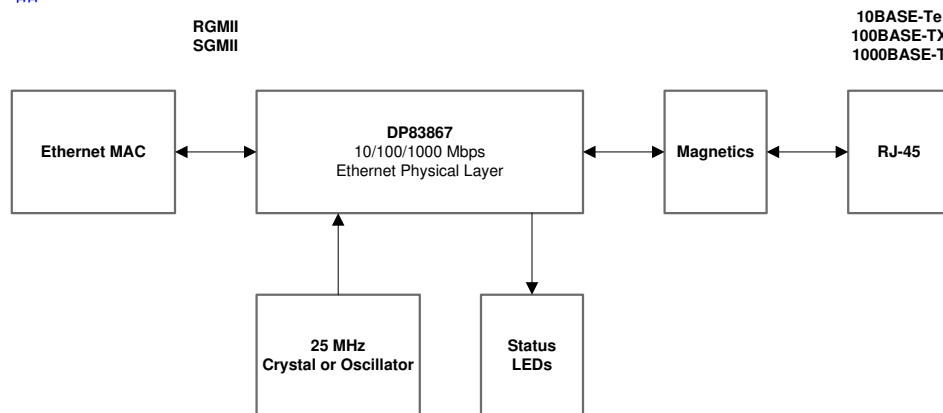 RGMII
SGMII
10BASE-Te
100BASE-TX
1000BASE-T
Ethernet MAC
DP83867
10/100/1000 Mbps
Ethernet Physical Layer
Magnetics
RJ-45
25 MHz
Crystal or Oscillator
Status
LEDs